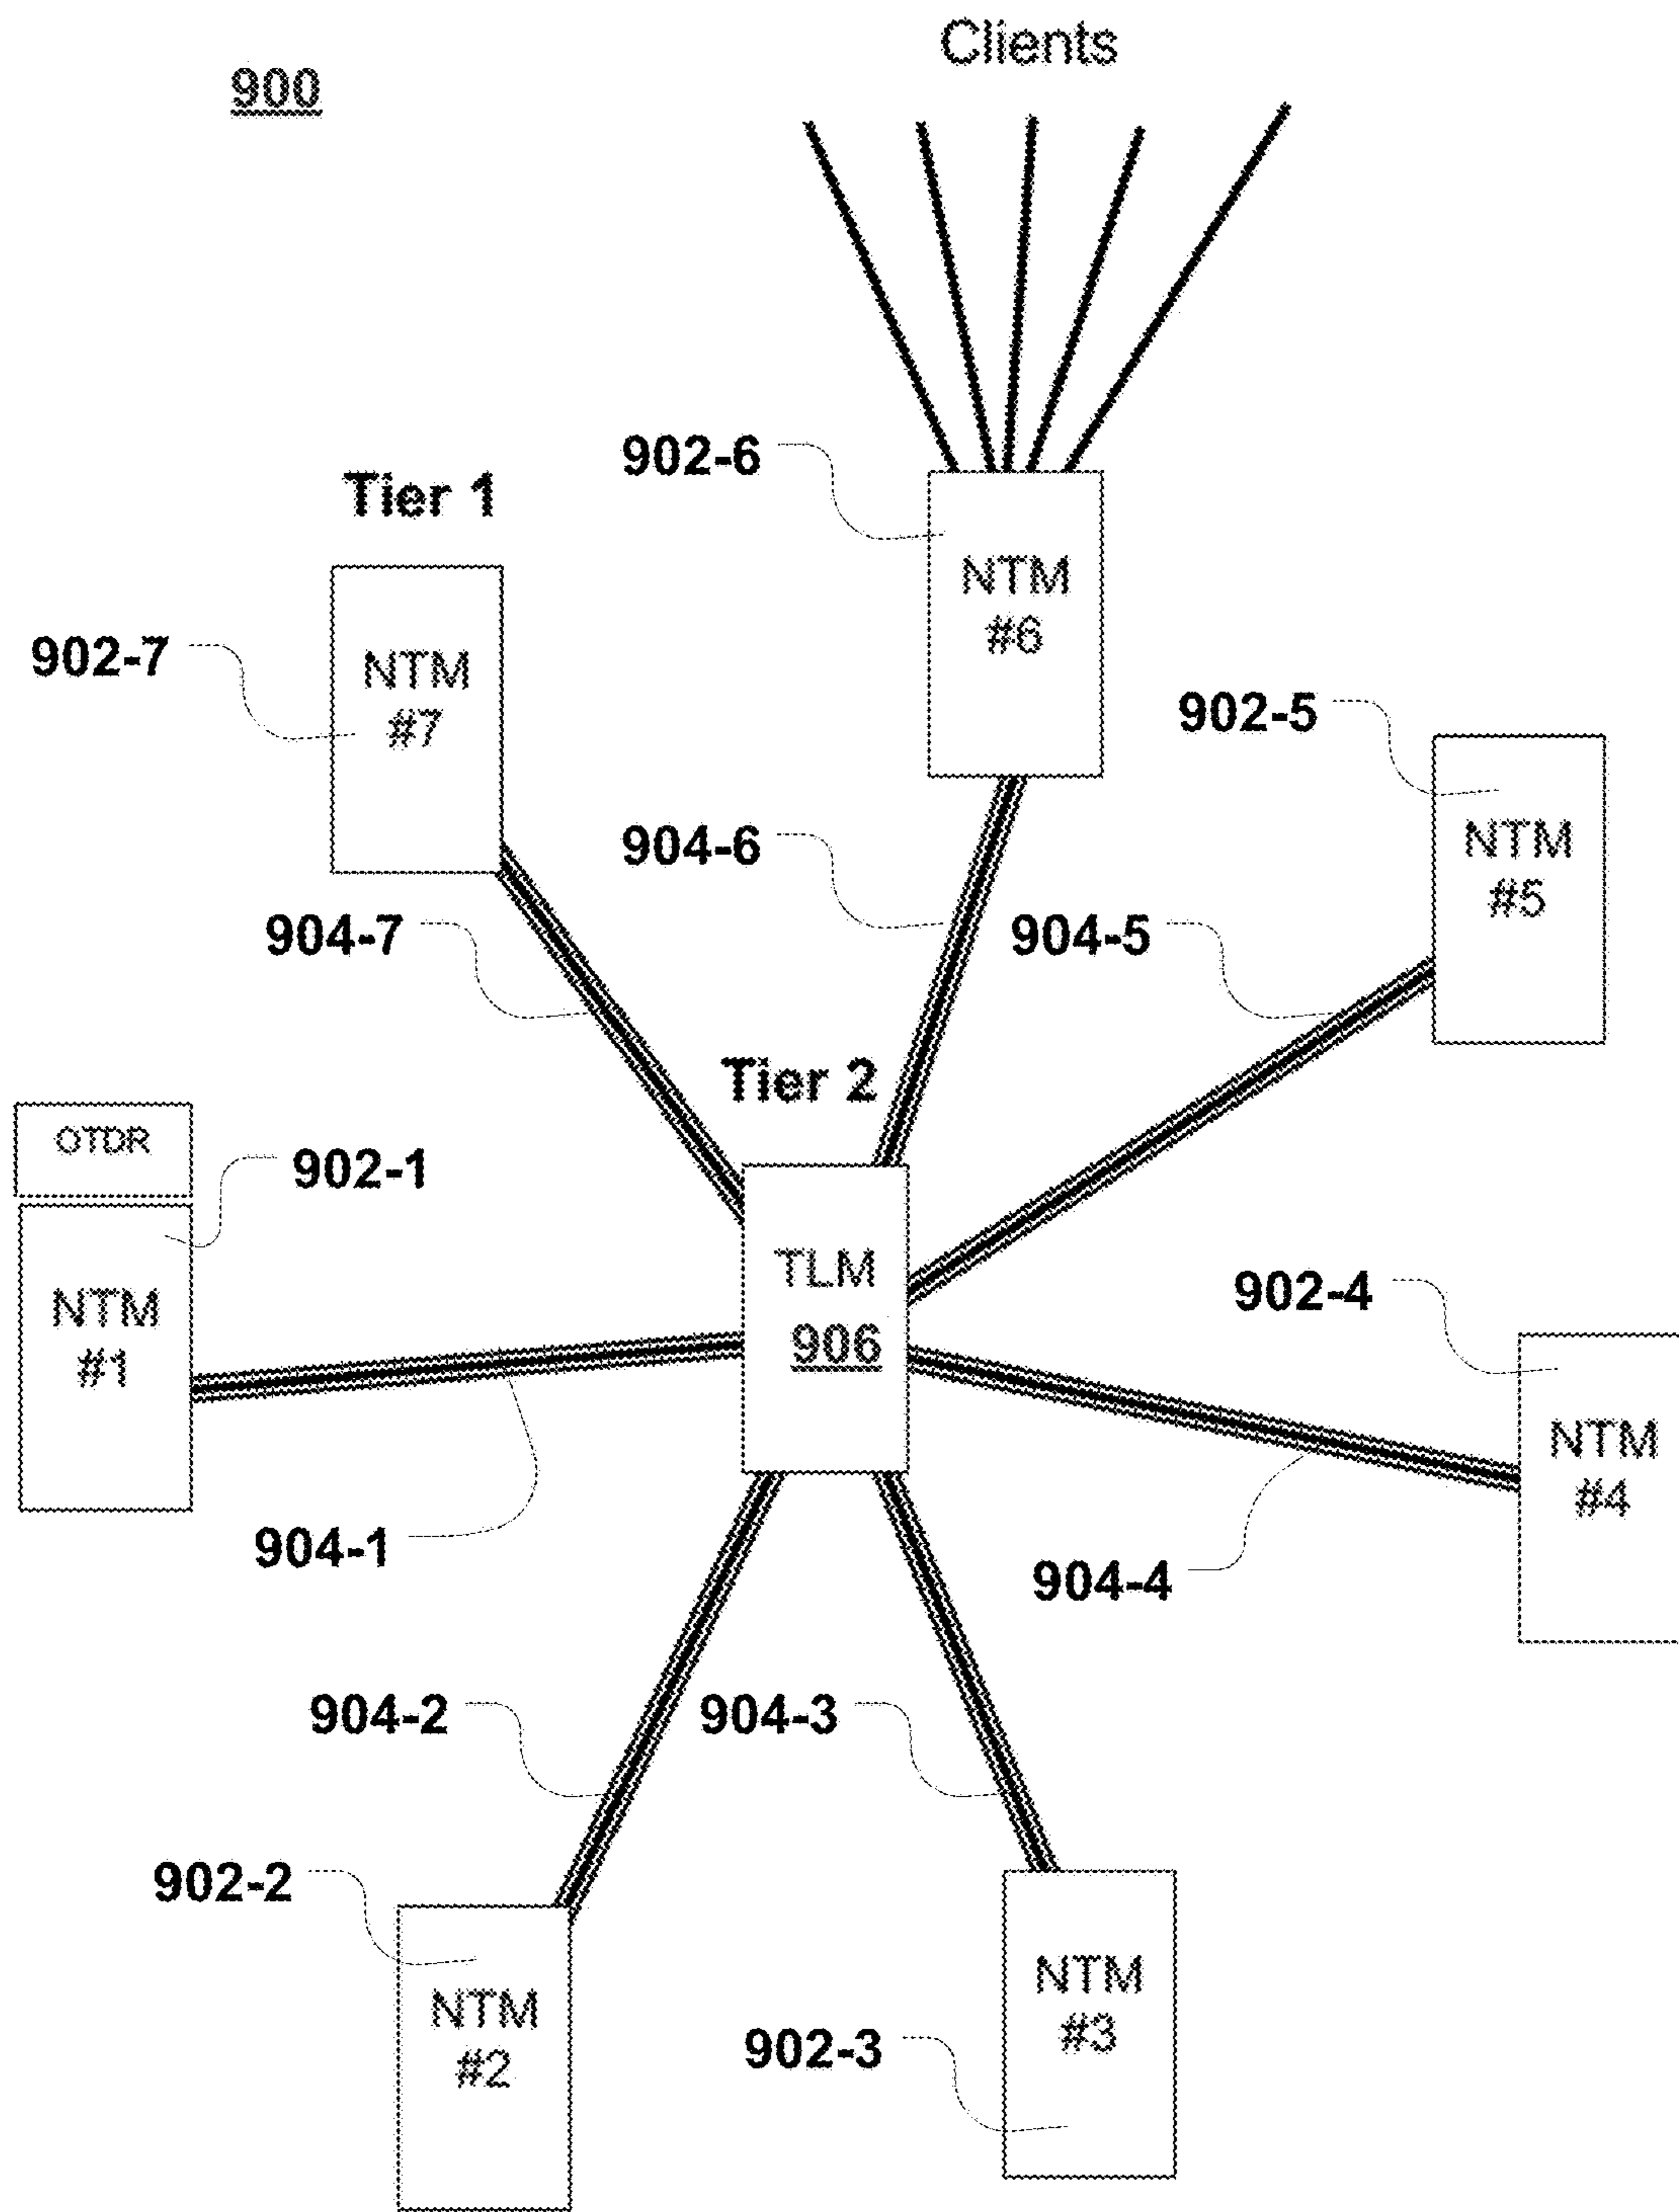 Clients
900
902-6
Tier 1
NTM
#6
902-7
NTM
#7
902-5
904-6
NTM
#5
904-7
904-5
Tier 2
OTDR
902-1
TLM
906
902-4
NTM
#1
NTM
#4
904-1
904-4
904-2
904-3
902-2
NTM
#3
NTM
#2
902-3